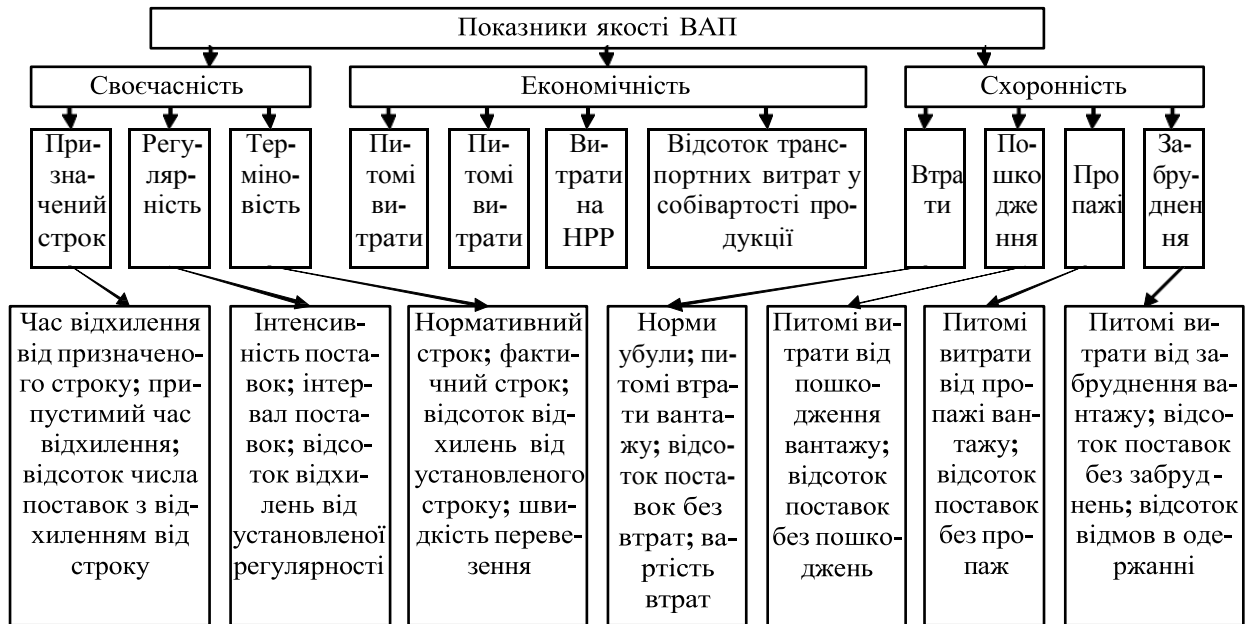 Показники якості ВАП
Своєчасність
Економічність
Схоронність
При-
зна-
чений
строк
Регу-
ляр-
ність
Тер-
міно-
вість
Пи-
томі
ви-
трати
Пи-
томі
ви-
трати
Ви-
трати
на
НРР
Відсоток транс-
портних витрат у
собівартості про-
дукції
Втра
ти
По-
шко
дже
ння
Про
пажі
За-
бру-
днен
ня
Час відхилення
від призначено-
го строку; при-
пустимий час
відхилення;
відсоток числа
поставок з від-
хиленням від
строку
Інтенсив-
ність поста-
вок; інтер-
вал поста-
вок; відсо-
ток відхи-
лень від
установленої
регулярності
Нормативний
строк; факти-
чний строк;
відсоток від-
хилень від
установленого
строку; шви-
дкість переве-
зення
Норми
убули; пи-
томі втра-
ти ванта-
жу; відсо-
ток поста-
вок без
втрат; ва-
ртість
втрат
Питомі ви-
трати від
пошко-
дження
вантажу;
відсоток
поставок
без пошко-
джень
Питомі
витрати
від про-
пажі ван-
тажу;
відсоток
поставок
без про-
паж
Питомі ви-
трати від за-
бруднення ва-
нтажу; відсо-
ток поставок
без забруд-
нень; відсоток
відмов в оде-
ржанні